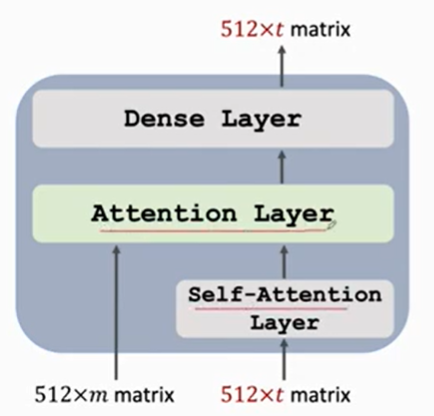 512×t matrix
Dense Layer
Attention Layer
Self-Attention
Layer
512×m matrix 512×t matrix